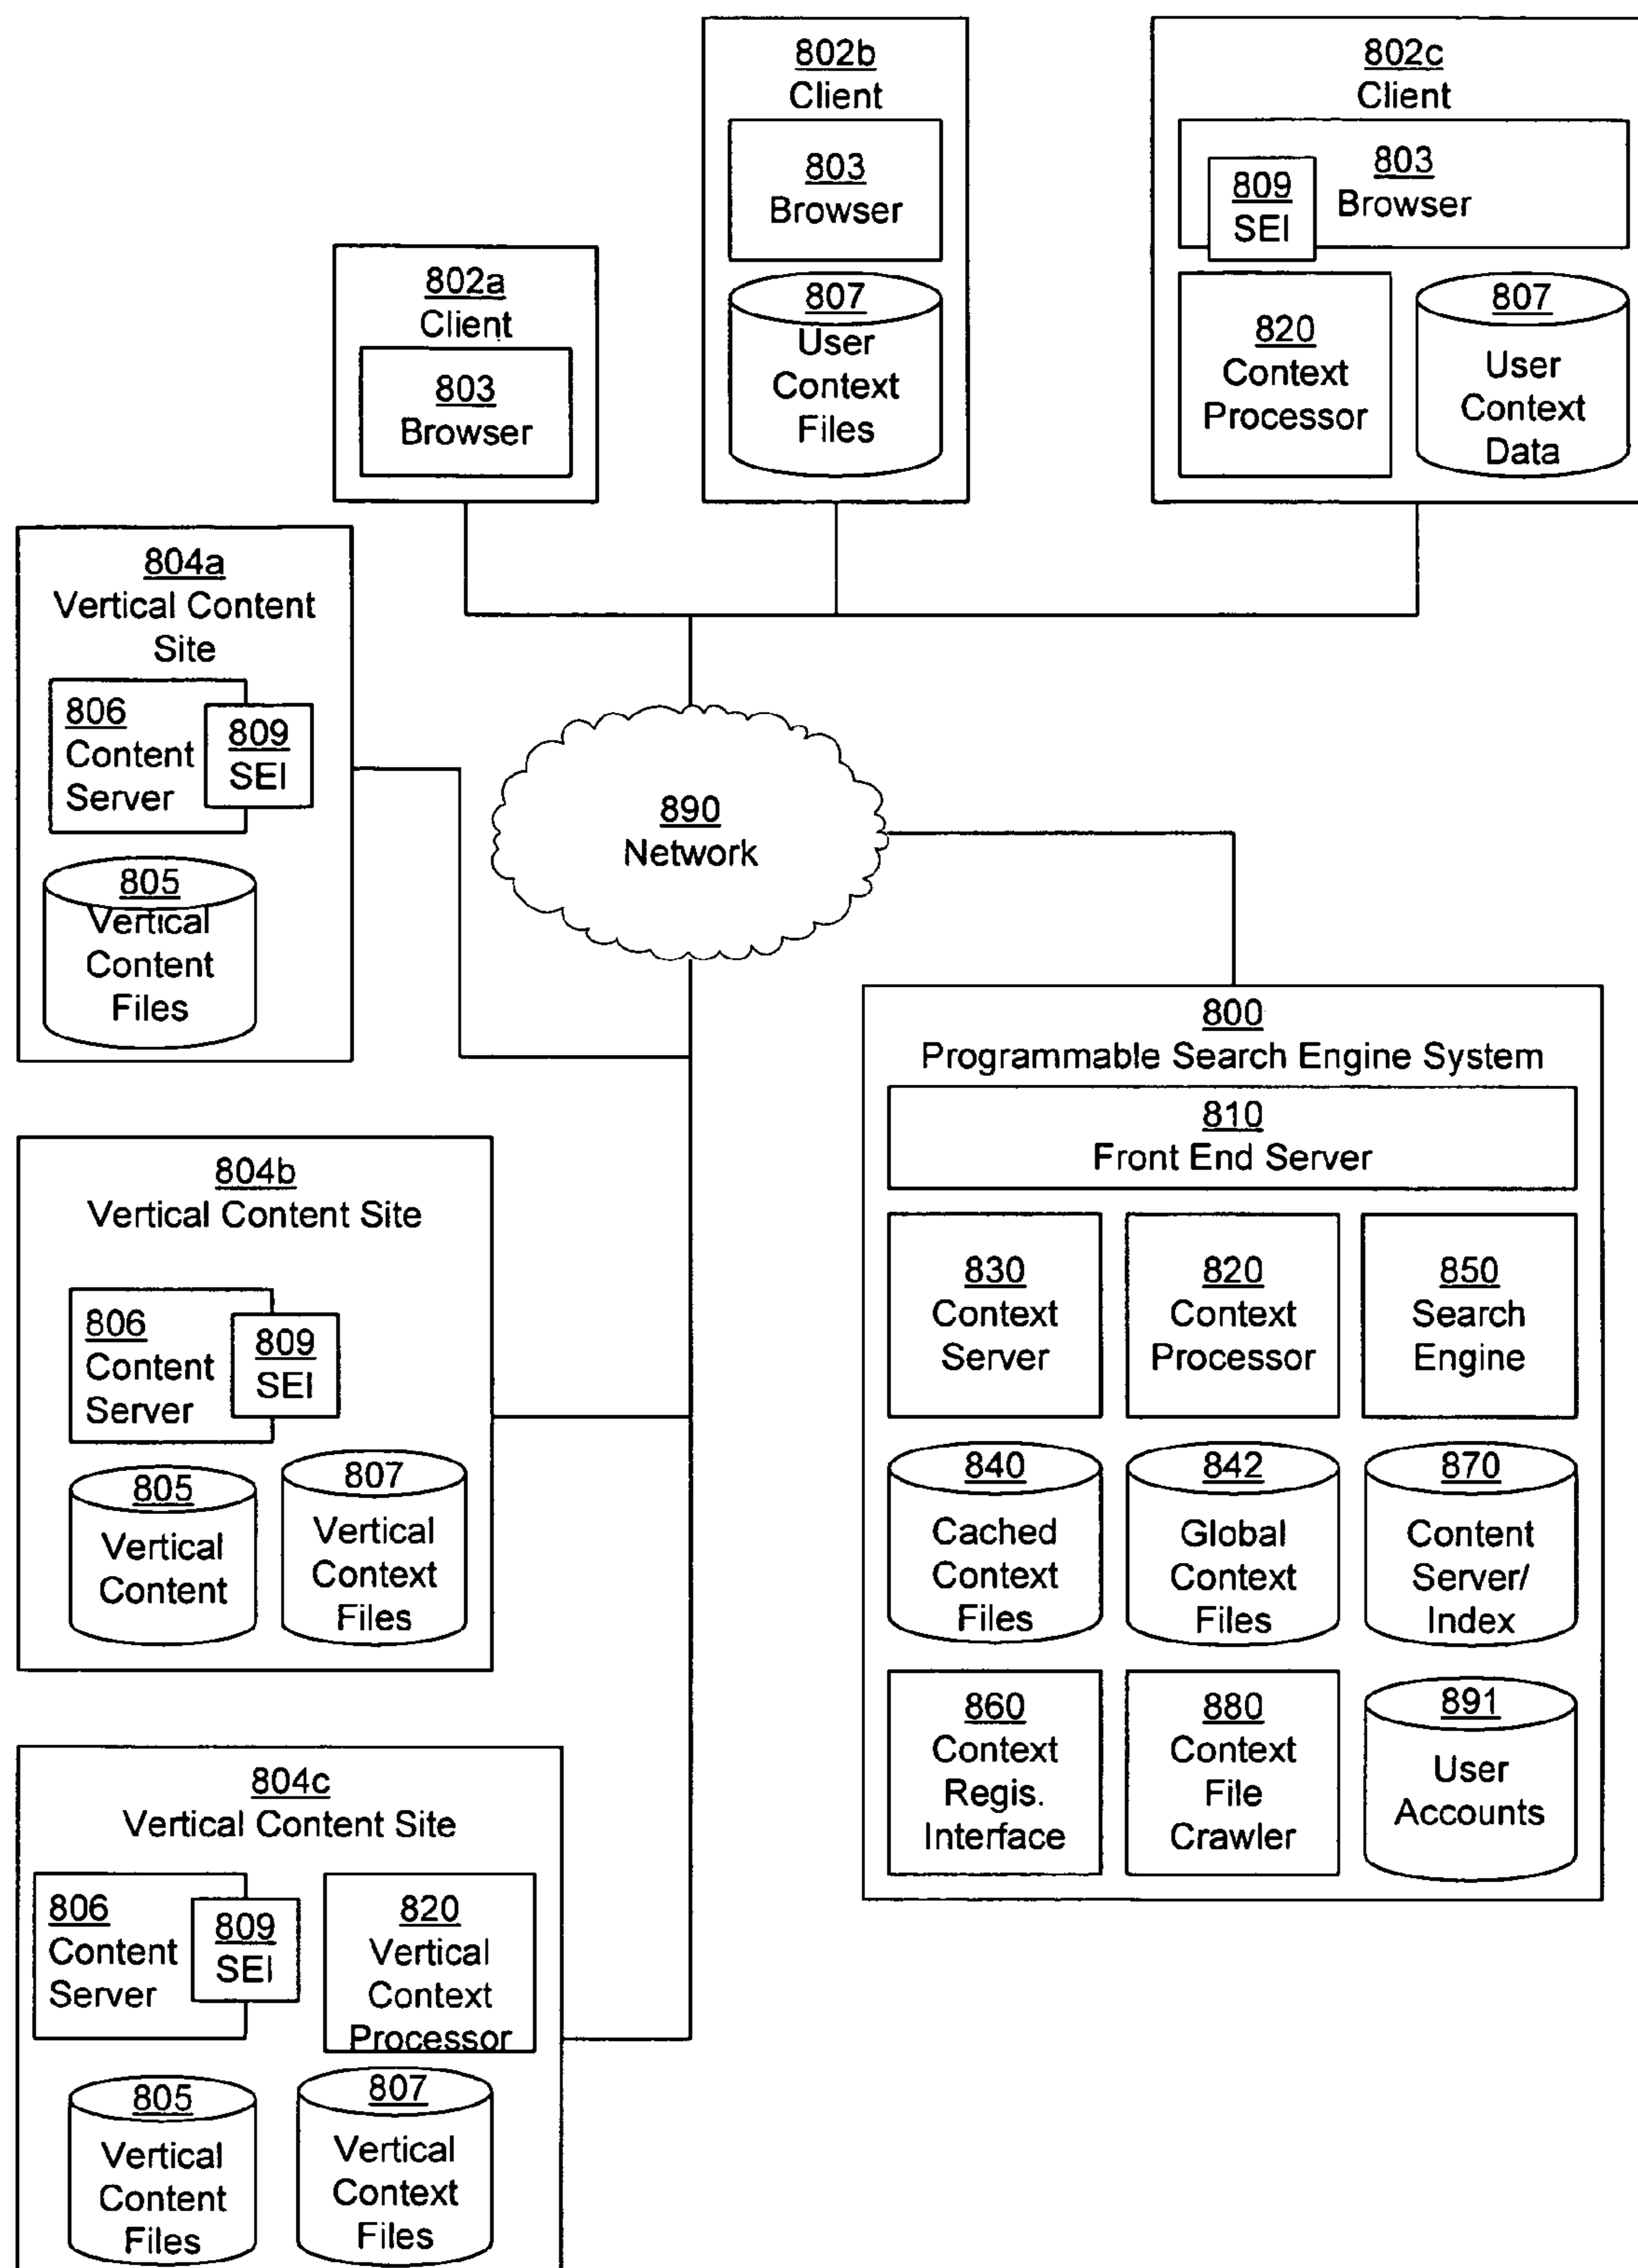 802b
Client
803
Browser
807
User
Context
Files
802c
Client
803
Browser
809
SEI
820
Context
Processor
807
User
Context
Data
802a
Client
803
Browser
804a
Vertical Content
Site
806
Content
Server
809
SEI
805
Vertical
Content
Files
890
Network
800
Programmable Search Engine System
810
Front End Server
830
Context
Server
820
Context
Processor
850
Search
Engine
840
Cached
Context
Files
842
Global
Context
Files
870
Content
Server/
Index
860
Context
Regis.
Interface
880
Context
File
Crawler
891
User
Accounts
804b
Vertical Content Site
806
Content
Server
809
SEI
805
Vertical
Content
807
Vertical
Context
Files
804c
Vertical Content Site
806
Content
Server
809
SEI
820
Vertical
Context
Processor
805
Vertical
Content
Files
807
Vertical
Context
Files